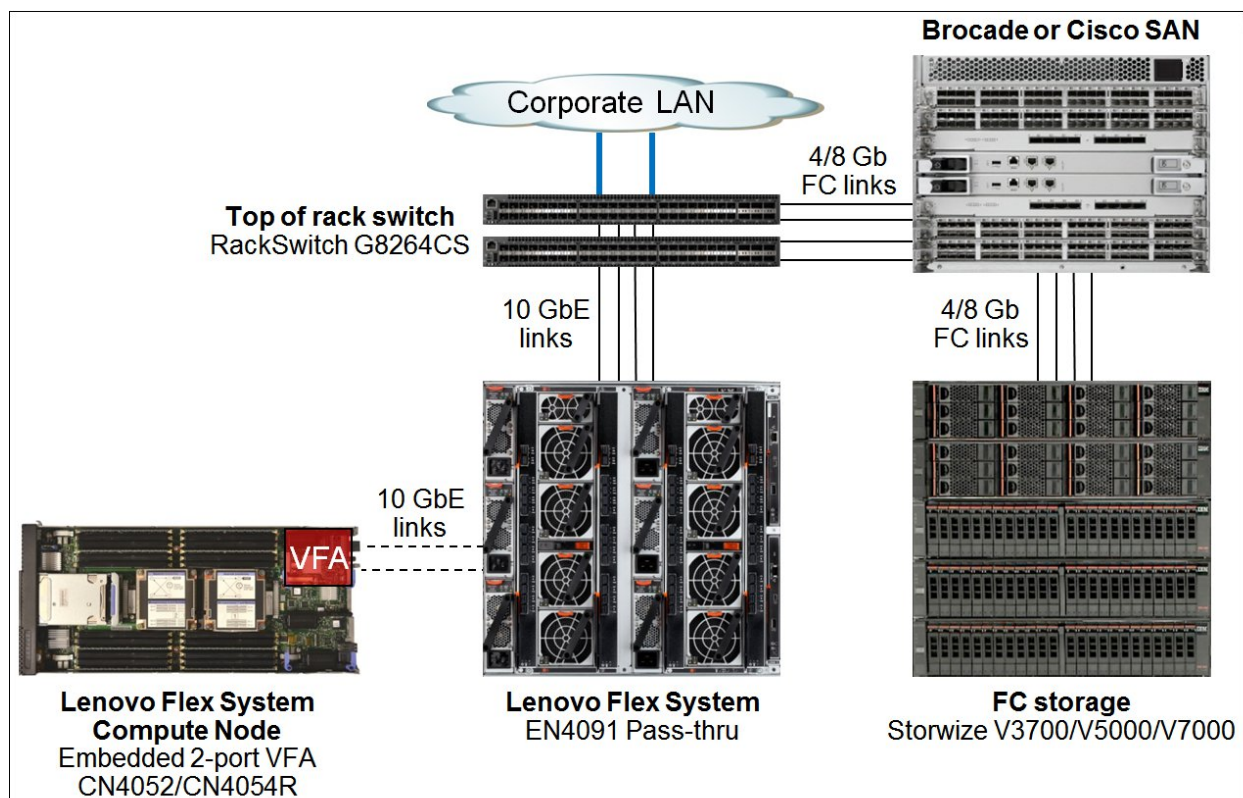 Brocade or Cisco SAN
Corporate LAN
4/8 Gb
FC links
Top of rack switch
RackSwitch G8264CS
10 GbE
links
4/8 Gb
FC links
10 GbE
links
VFA
Lenovo Flex System
Compute Node
Embedded 2-port VFA
CN4052/CN4054R
Lenovo Flex System
EN4091 Pass-thru
FC storage
Storwize V3700/V5000/V7000